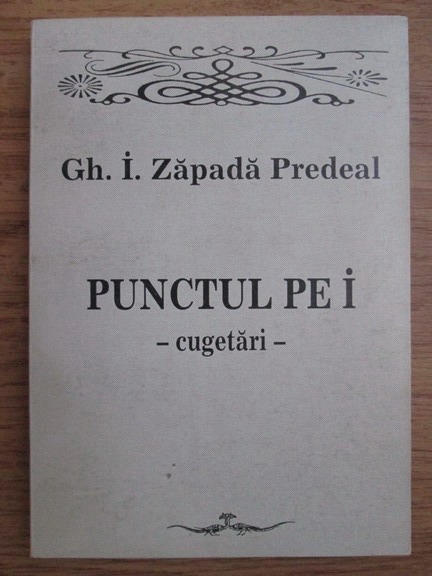 Gh. İ. Zăpadă Predeal
PUNCTUL PE İ
– cugetări –